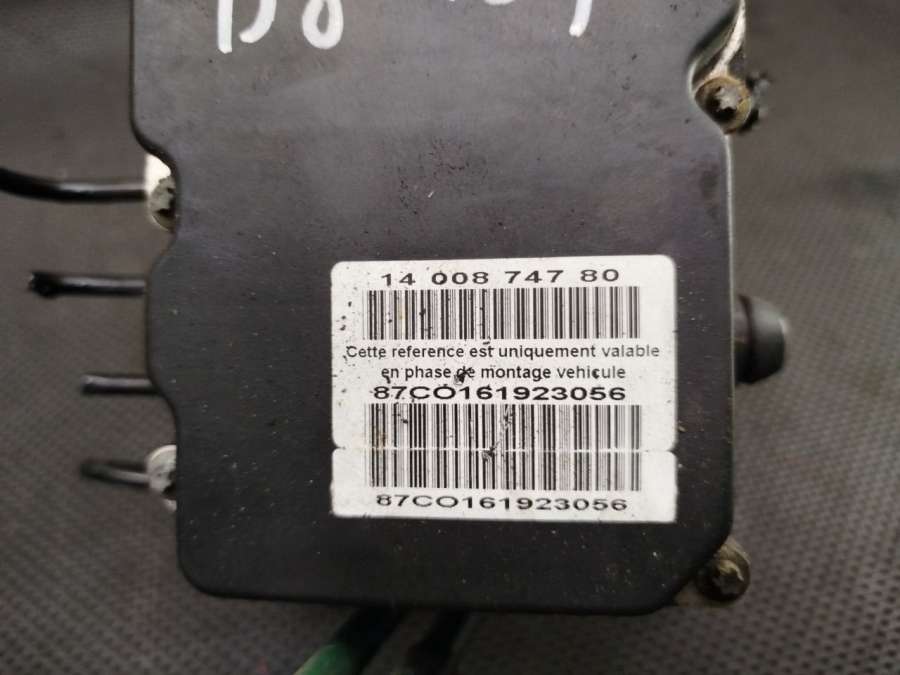 14 008 747 80
Cette reference est uniquement valable
en phase de montage vehicule
87CO161923056
87CO161923056